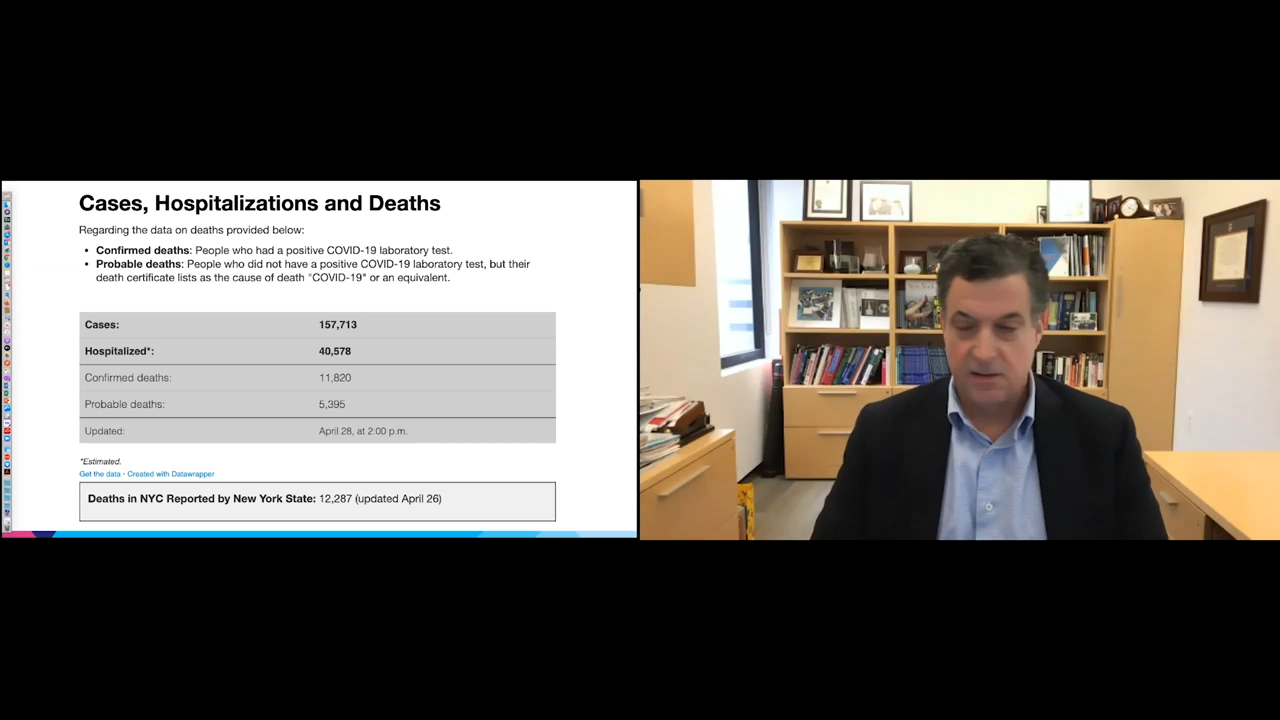 Cases, Hospitalizations and Deaths
Regarding the data on deaths provided below:
• Confirmed deaths: People who had a positive COVID-19 laboratory test.
• Probable deaths: People who did not have a positive COVID-19 laboratory test, but their
death certificate lists as the cause of death "COVID-19" or an equivalent.
Cases: 157,713
Hospitalized*: 40,578
Confirmed deaths: 11,820
Probable deaths: 5,395
Updated: April 28, at 2:00 p.m.
*Estimated.
Get the data • Created with Datawrapper
Deaths in NYC Reported by New York State: 12,287 (updated April 26)
New York